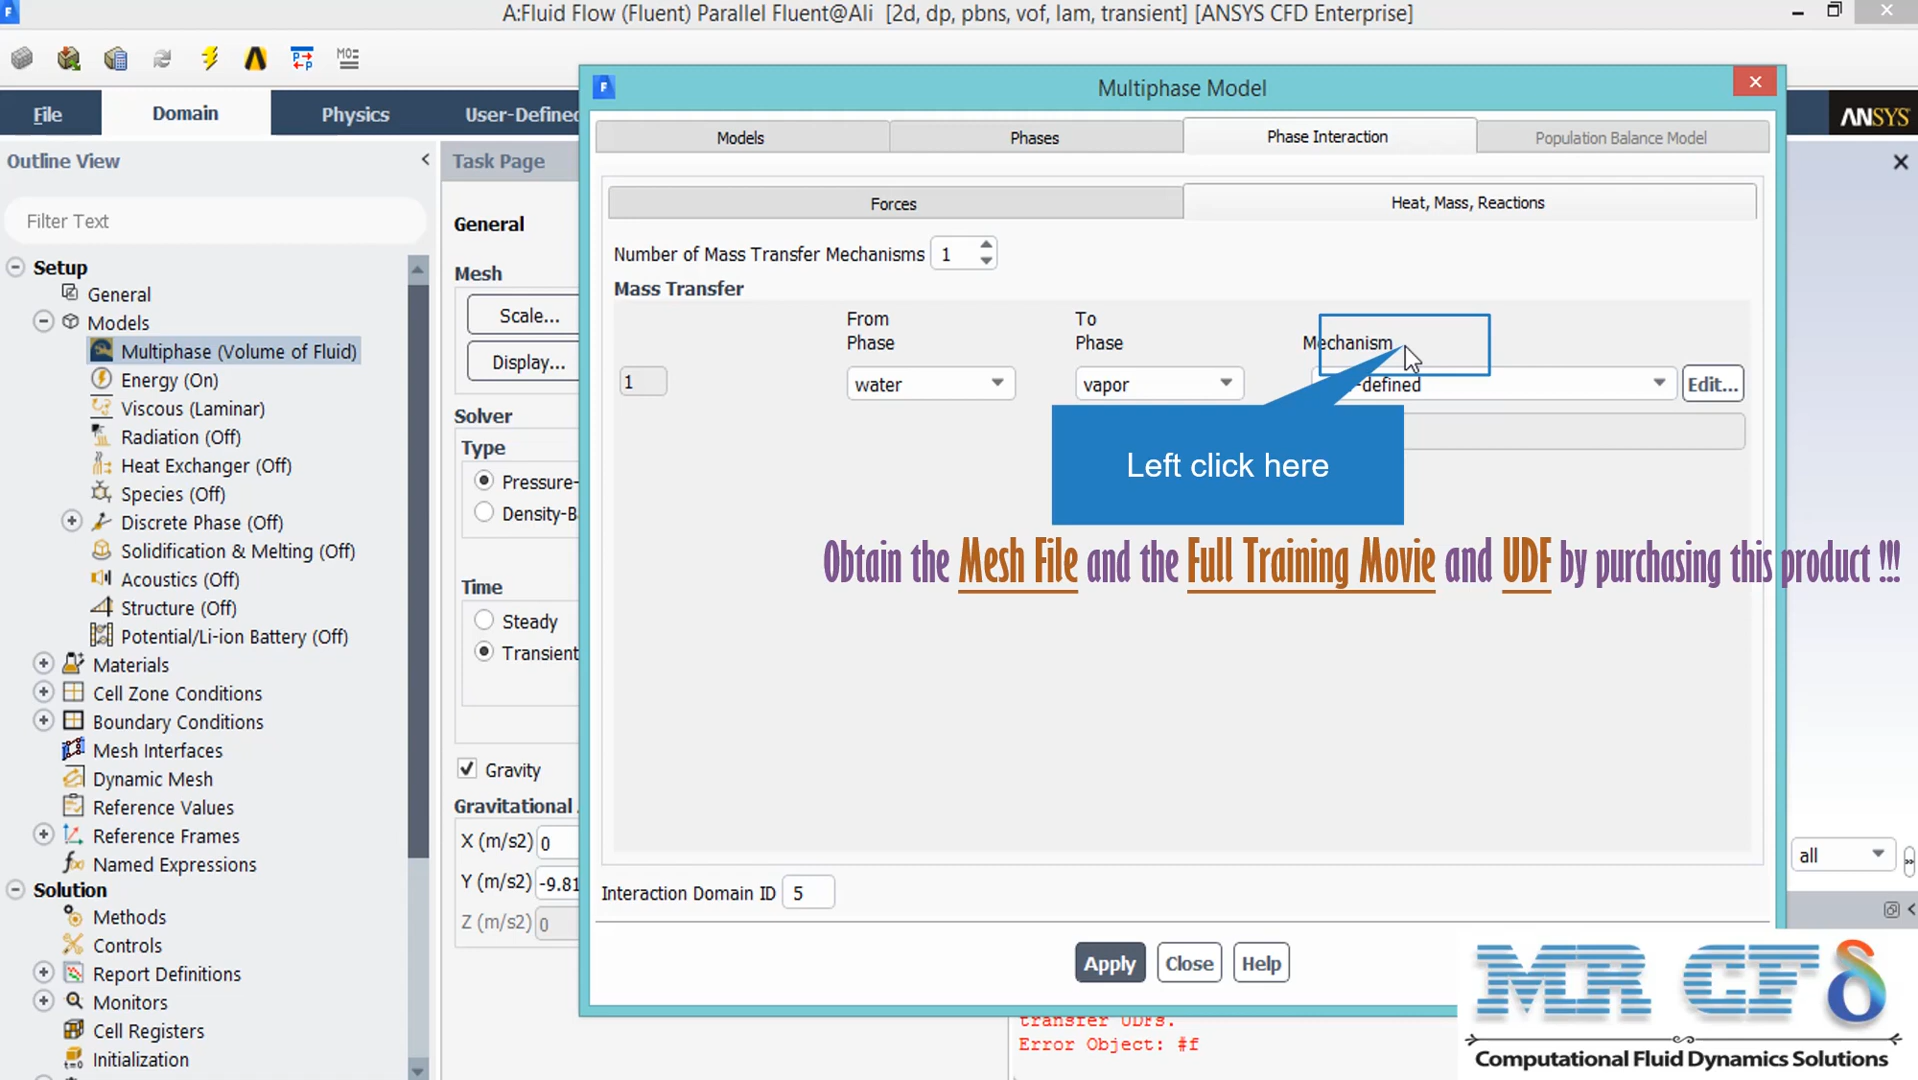 A:Fluid Flow (Fluent) Parallel Fluent@Ali [2d, dp, pbns, vof, lam, transient] [ANSYS CFD Enterprise]
File
Domain
Physics
User-Defined
ANSYS
Outline View
Filter Text
Setup
General
Models
Multiphase (Volume of Fluid)
Energy (On)
Viscous (Laminar)
Radiation (Off)
Heat Exchanger (Off)
Species (Off)
Discrete Phase (Off)
Solidification & Melting (Off)
Acoustics (Off)
Structure (Off)
Potential/Li-ion Battery (Off)
Materials
Cell Zone Conditions
Boundary Conditions
Mesh Interfaces
Dynamic Mesh
Reference Values
Reference Frames
Named Expressions
Solution
Methods
Controls
Report Definitions
Monitors
Cell Registers
Initialization
Task Page
General
Mesh
Scale...
Display...
Solver
Type
Pressure-
Density-B
Time
Steady
Transient
Gravity
Gravitational
X (m/s2) 0
Y (m/s2) -9.81
Z (m/s2) 0
Multiphase Model
Models
Phases
Phase Interaction
Population Balance Model
Forces
Heat, Mass, Reactions
Number of Mass Transfer Mechanisms 1
Mass Transfer
From Phase
To Phase
Mechanism
1
water
vapor
-defined
Edit...
Left click here
Obtain the Mesh File and the Full Training Movie and UDF by purchasing this product !!!
Interaction Domain ID 5
Apply
Close
Help
all
transfer UDFs.
Error Object: #f
MR CFD
Computational Fluid Dynamics Solutions